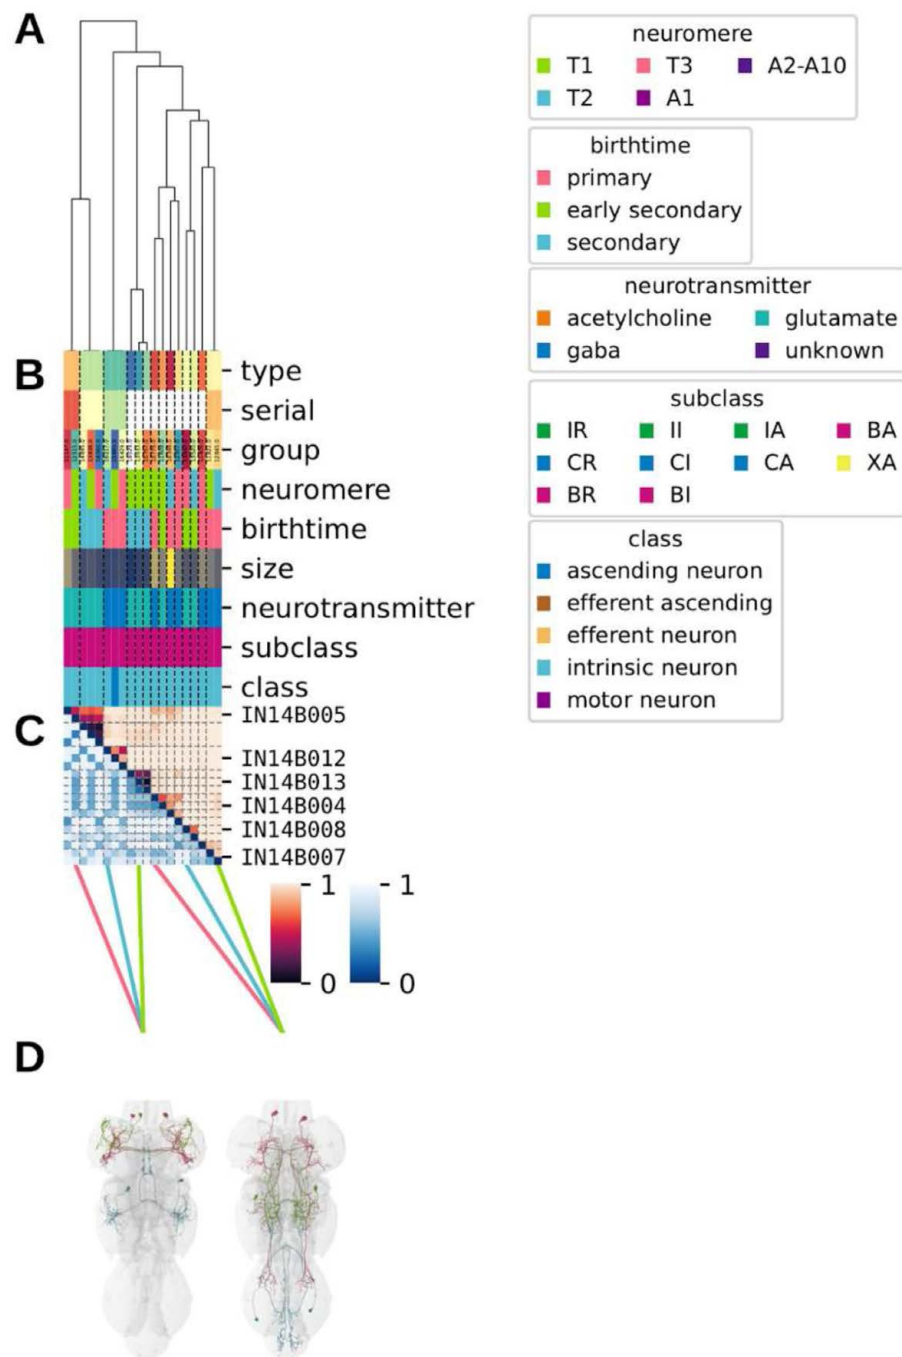 A
neuromere
T1 T3 A2-A10
T2 A1
birthtime
primary
early secondary
secondary
neurotransmitter
acetylcholine glutamate
gaba unknown
subclass
IR II IA BA
CR CI CA XA
BR BI
class
ascending neuron
efferent ascending
efferent neuron
intrinsic neuron
motor neuron
B
type
serial
group
neuromere
birthtime
size
neurotransmitter
subclass
class
C
IN14B005
IN14B012
IN14B013
IN14B004
IN14B008
IN14B007
1 1
0 0
D